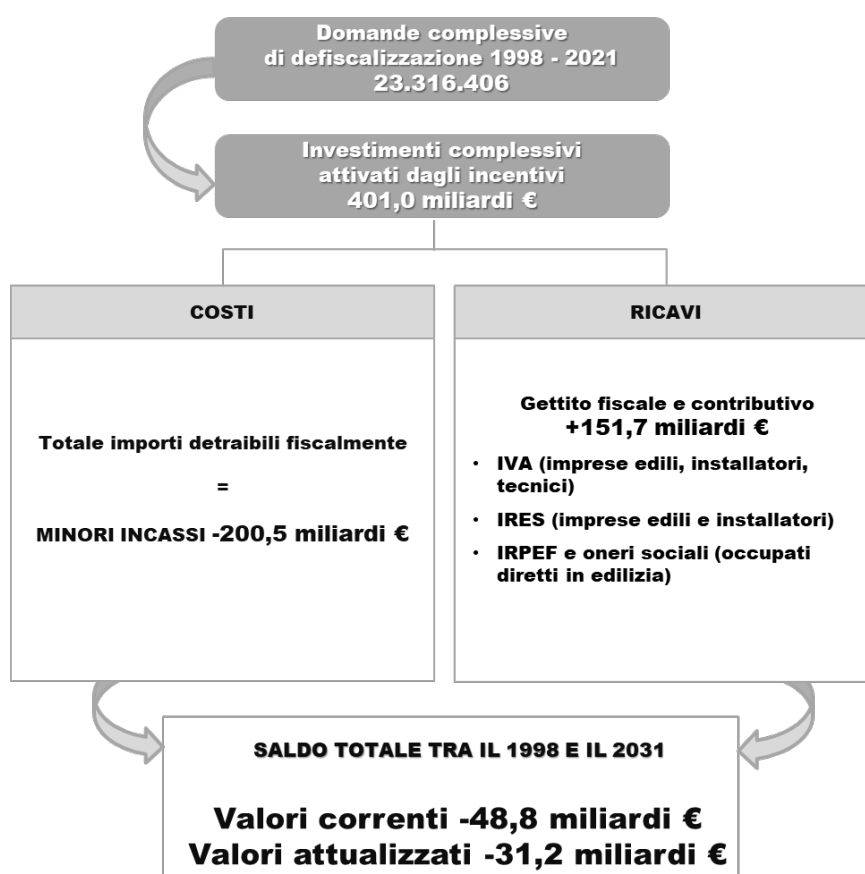 Domande complessive
di defiscalizzazione 1998 - 2021
23.316.406
Investimenti complessivi
attivati dagli incentivi
401,0 miliardi €
COSTI
Totale importi detraibili fiscalmente
=
MINORI INCASSI -200,5 miliardi €
RICAVI
Gettito fiscale e contributivo
+151,7 miliardi €
• IVA (imprese edili, installatori,
tecnici)
• IRES (imprese edili e installatori)
• IRPEF e oneri sociali (occupati
diretti in edilizia)
SALDO TOTALE TRA IL 1998 E IL 2031
Valori correnti -48,8 miliardi €
Valori attualizzati -31,2 miliardi €